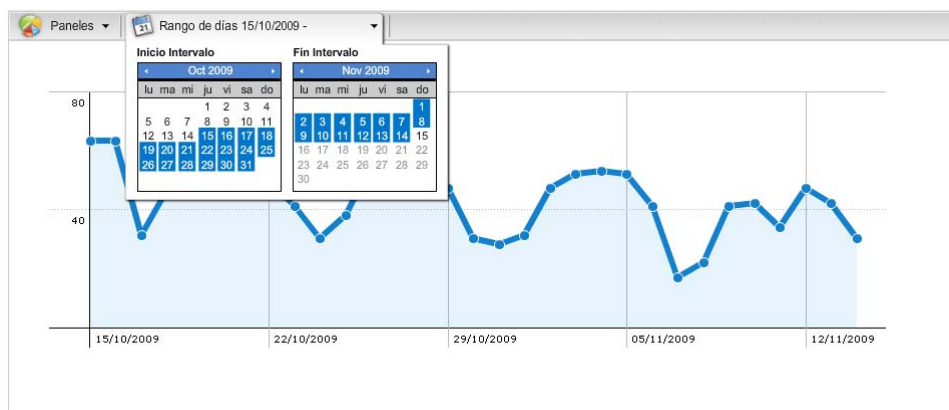 Paneles
21 Rango de días 15/10/2009 -
Inicio Intervalo
Fin Intervalo
Oct 2009
lu ma mi ju vi sa do
1 2 3 4
5 6 7 8 9 10 11
12 13 14 15 16 17 18
19 20 21 22 23 24 25
26 27 28 29 30 31
Nov 2009
lu ma mi ju vi sa do
1
2 3 4 5 6 7 8
9 10 11 12 13 14 15
16 17 18 19 20 21 22
23 24 25 26 27 28 29
30
80
40
15/10/2009
22/10/2009
29/10/2009
05/11/2009
12/11/2009